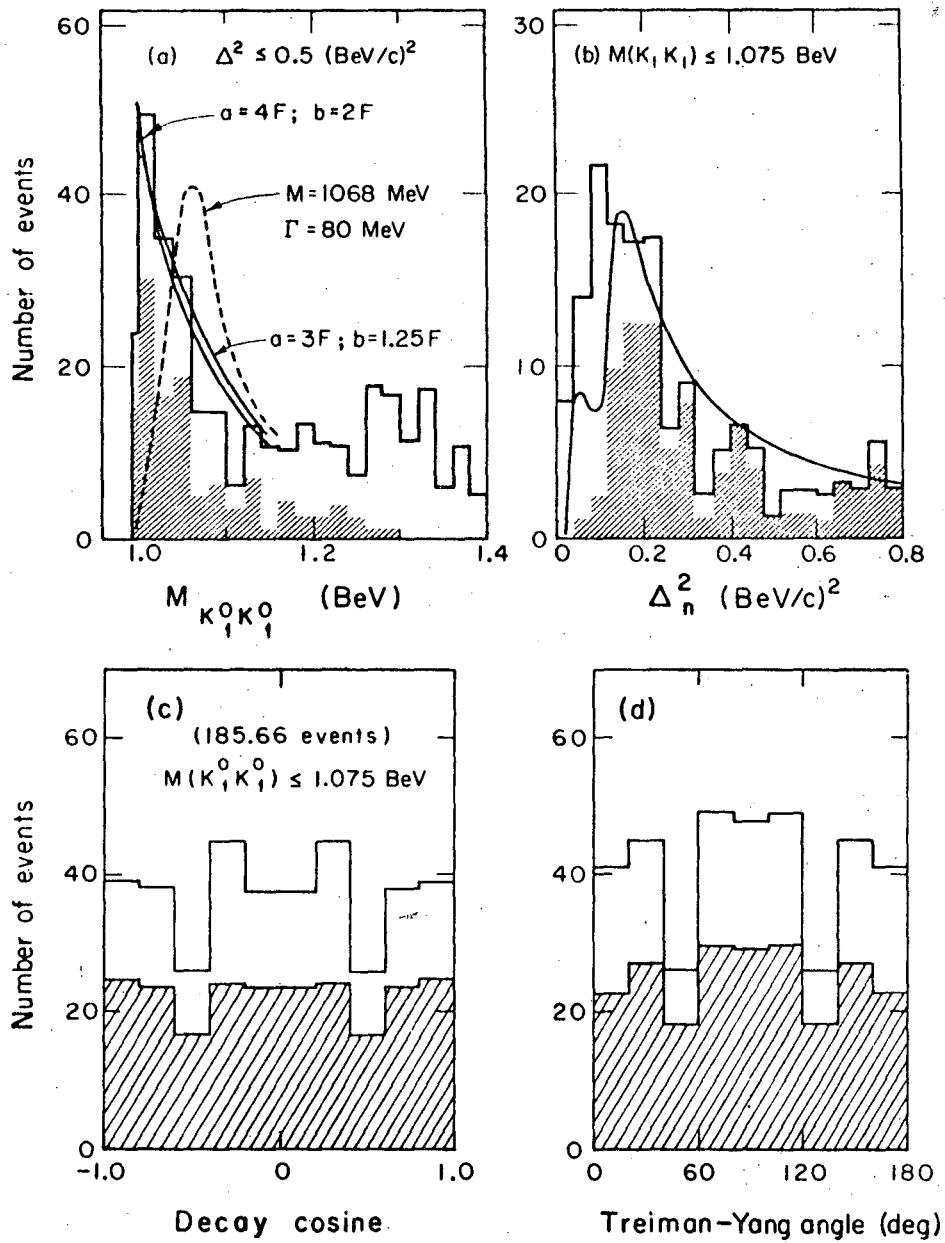 (a) Δ² ≤ 0.5 (BeV/c)²
a = 4F; b = 2F
M = 1068 MeV
Γ = 80 MeV
a = 3F; b = 1.25F
Number of events
60
40
20
0
1.0 1.2 1.4
M K₁⁰K₁⁰ (BeV)
(b) M(K₁K₁) ≤ 1.075 BeV
30
20
10
0
0 0.2 0.4 0.6 0.8
Δ²ₙ (BeV/c)²
(c)
(185.66 events)
M(K₁⁰K₁⁰) ≤ 1.075 BeV
Number of events
60
40
20
0
-1.0 0 1.0
Decay cosine
(d)
60
40
20
0
0 60 120 180
Treiman-Yang angle (deg)